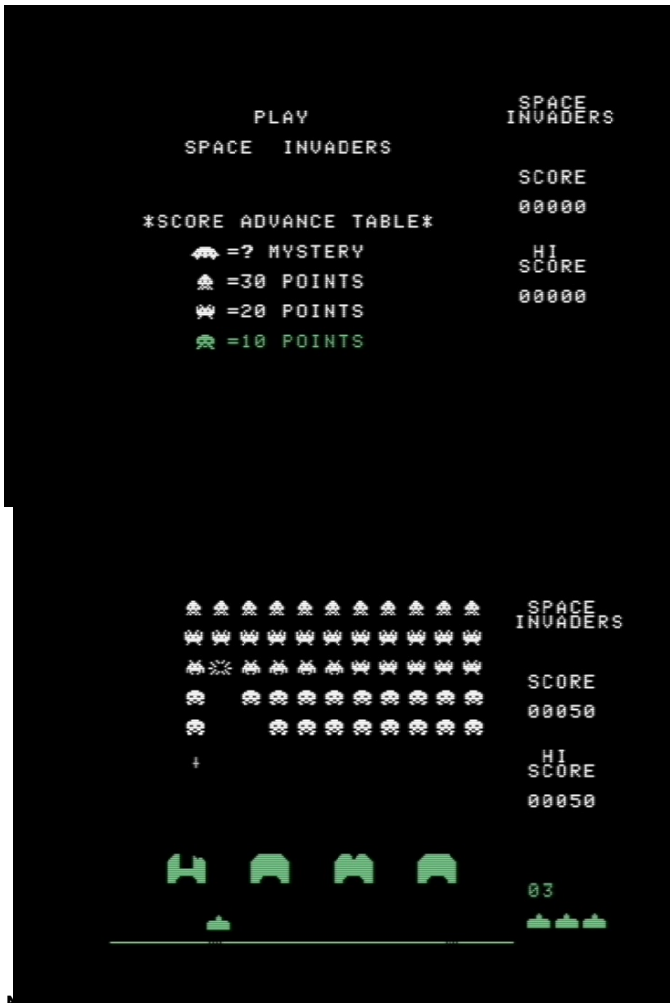 PLAY
SPACE INVADERS
*SCORE ADVANCE TABLE*
=? MYSTERY
=30 POINTS
=20 POINTS
=10 POINTS
SPACE
INVADERS
SCORE
00000
HI
SCORE
00000
SPACE
INVADERS
SCORE
00050
HI
SCORE
00050
03